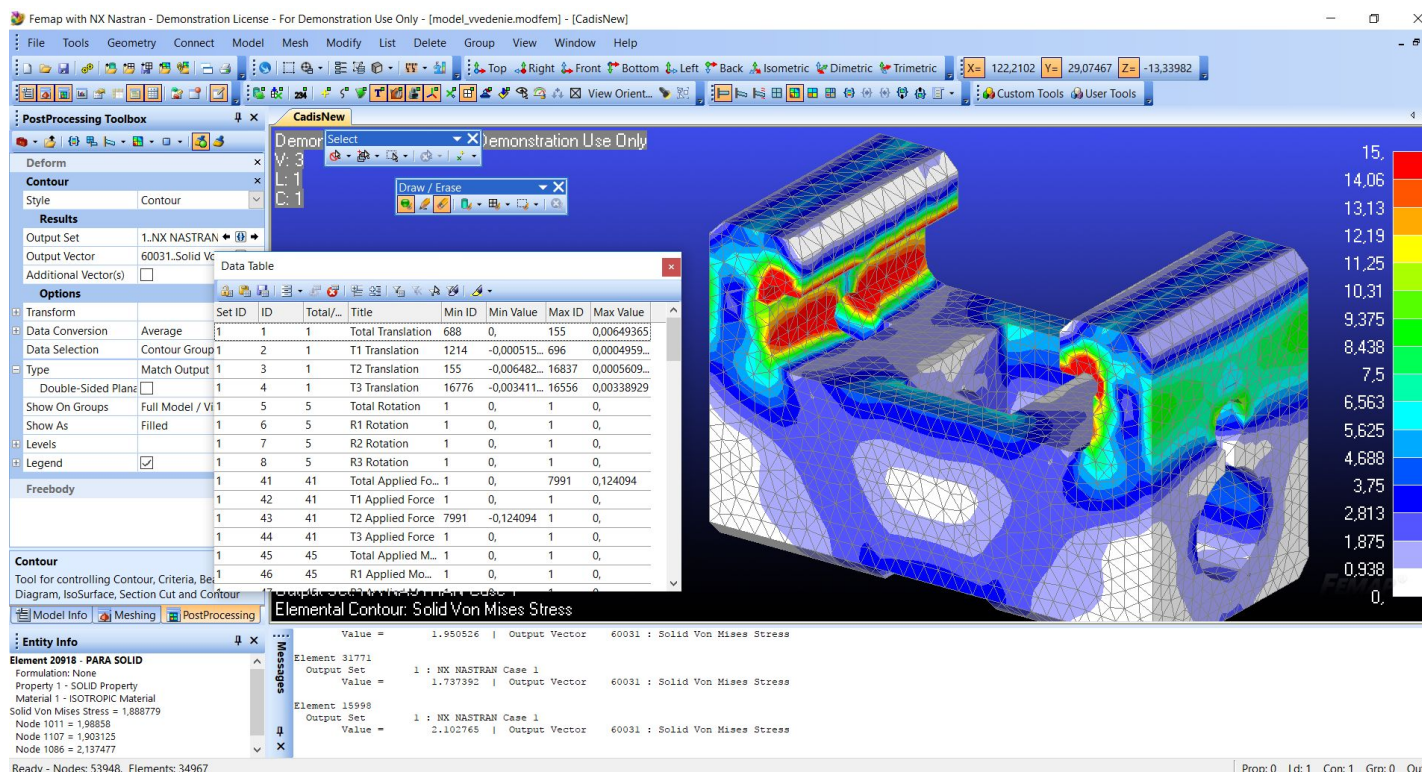 Femap with NX Nastran - Demonstration License - For Demonstration Use Only - [model_vvedenie.modfem] - [CadisNew]
File Tools Geometry Connect Model Mesh Modify List Delete Group View Window Help
Top Right Front Bottom Left Back Isometric Dimetric Trimetric X= 122,2102 Y= 29,07467 Z= -13,33982
View Orient... Custom Tools User Tools
PostProcessing Toolbox
CadisNew
Deform
Contour
Style Contour
Results
Output Set 1..NX NASTRAN
Output Vector 60031..Solid Vo
Additional Vector(s)
Options
Transform
Data Conversion Average
Data Selection Contour Group
Type Match Output
Double-Sided Plana
Show On Groups Full Model / Vi
Show As Filled
Levels
Legend
Freebody
Contour
Tool for controlling Contour, Criteria, Bea
Diagram, IsoSurface, Section Cut and Contour
Model Info Meshing PostProcessing
Demon
Select
Demonstration Use Only
V: 3
L: 1
C: 1
Draw / Erase
Data Table
Set ID ID Total/... Title Min ID Min Value Max ID Max Value
1 1 1 Total Translation 688 0, 155 0,00649365
1 2 1 T1 Translation 1214 -0,000515... 696 0,0004959...
1 3 1 T2 Translation 155 -0,006482... 16837 0,0005609...
1 4 1 T3 Translation 16776 -0,003411... 16556 0,00338929
1 5 5 Total Rotation 1 0, 1 0,
1 6 5 R1 Rotation 1 0, 1 0,
1 7 5 R2 Rotation 1 0, 1 0,
1 8 5 R3 Rotation 1 0, 1 0,
1 41 41 Total Applied Fo... 1 0, 7991 0,124094
1 42 41 T1 Applied Force 1 0, 1 0,
1 43 41 T2 Applied Force 7991 -0,124094 1 0,
1 44 41 T3 Applied Force 1 0, 1 0,
1 45 45 Total Applied M... 1 0, 1 0,
1 46 45 R1 Applied Mo... 1 0, 1 0,
Elemental Contour: Solid Von Mises Stress
15,
14,06
13,13
12,19
11,25
10,31
9,375
8,438
7,5
6,563
5,625
4,688
3,75
2,813
1,875
0,938
0,
FEMAP
Entity Info
Element 20918 - PARA SOLID
Formulation: None
Property 1 - SOLID Property
Material 1 - ISOTROPIC Material
Solid Von Mises Stress = 1,888779
Node 1011 = 1,98858
Node 1107 = 1,903125
Node 1086 = 2,137477
Messages
Value = 1.950526 | Output Vector 60031 : Solid Von Mises Stress
Element 31771
Output Set 1 : NX NASTRAN Case 1
Value = 1.737392 | Output Vector 60031 : Solid Von Mises Stress
Element 15998
Output Set 1 : NX NASTRAN Case 1
Value = 2.102765 | Output Vector 60031 : Solid Von Mises Stress
Ready - Nodes: 53948, Elements: 34967
Prop: 0 Ld: 1 Con: 1 Grp: 0 Ou